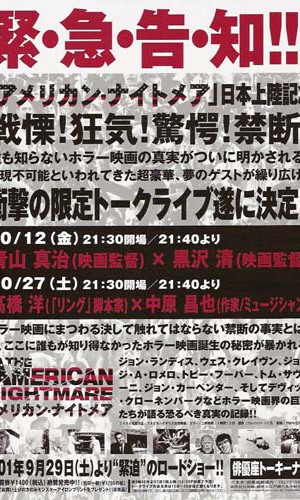 緊・急・告・知!!
アメリカン・ナイトメア」日本上陸記
戦慄!狂気!驚愕!禁断
も知らないホラー映画の真実がついに明かされる
現不可能といわれてきた超豪華、夢のゲストが繰り広げ
衝撃の限定トークライブ遂に決定
0/12(金)21:30開場/21:40より
青山 真治(映画監督)×黒沢 清(映画監督
0/27(土)21:30開場/21:40より
高橋 洋(「リング」脚本家)×中原 昌也(作家/ミュージシャン
ラー映画にまつわる決して触れてはならない禁断の事実とに
、ここに誰もが知り得なかったホラー映画誕生の秘密が暴かれ
THE
AMERICAN
NIGHTMARE
メリカン・ナイトメア
ジョン・ランディス、ウェス・クレイヴン、ジョ
ジ・A・ロメロ、トビー・フーパー、トム・サヴ
ーニ、ジョン・カーペンター、そしてデヴィ
クローネンバーグなどホラー映画界の巨
たちが語る恐るべき真実の記録!!
01年9月29日(土)より"緊迫"のロードショー!!
俳優座トーキーナ